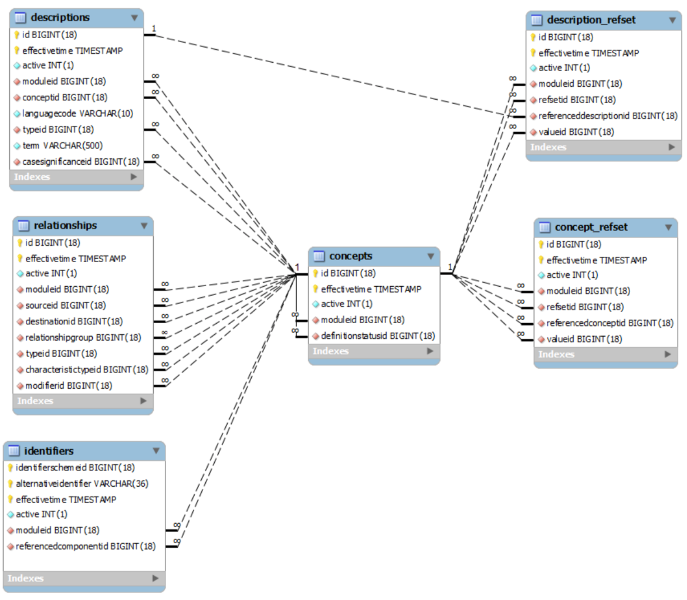 descriptions
id BIGINT(18)
effectivetime TIMESTAMP
active INT(1)
moduleid BIGINT(18)
conceptid BIGINT(18)
languagecode VARCHAR(10)
typeid BIGINT(18)
term VARCHAR(500)
casesignificanceid BIGINT(18)
Indexes
1
∞
∞
∞
∞
description_refset
id BIGINT(18)
effectivetime TIMESTAMP
active INT(1)
moduleid BIGINT(18)
refsetid BIGINT(18)
referenceddescriptionid BIGINT(18)
valueid BIGINT(18)
Indexes
∞
∞
∞
∞
relationships
id BIGINT(18)
effectivetime TIMESTAMP
active INT(1)
moduleid BIGINT(18)
sourceid BIGINT(18)
destinationid BIGINT(18)
relationshipgroup BIGINT(18)
typeid BIGINT(18)
characteristictypeid BIGINT(18)
modifierid BIGINT(18)
Indexes
∞
∞
∞
∞
∞
∞
∞
concepts
id BIGINT(18)
effectivetime TIMESTAMP
active INT(1)
moduleid BIGINT(18)
definitionstatusid BIGINT(18)
Indexes
1
1
∞
∞
concept_refset
id BIGINT(18)
effectivetime TIMESTAMP
active INT(1)
moduleid BIGINT(18)
refsetid BIGINT(18)
referencedconceptid BIGINT(18)
valueid BIGINT(18)
Indexes
∞
∞
∞
∞
identifiers
identifierschemeid BIGINT(18)
alternativeidentifier VARCHAR(36)
effectivetime TIMESTAMP
active INT(1)
moduleid BIGINT(18)
referencedcomponentid BIGINT(18)
Indexes
∞
∞